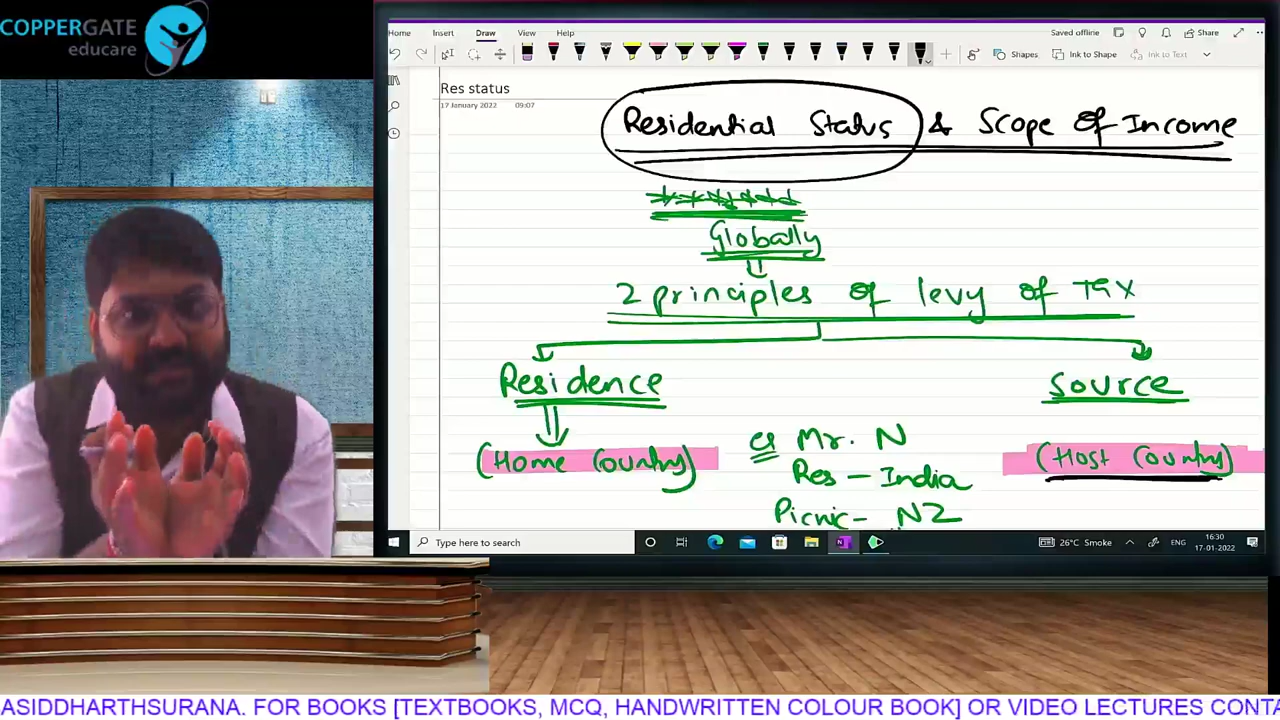 COPPERGATE
educare
Home Insert Draw View Help Saved offline Share
Shapes Ink to Shape Ink to Text
Res status
17 January 2022 09:07
Residential Status & Scope of Income
Globally
2 principles of levy of Tax
Residence Source
(Home Country) eg Mr. N (Host Country)
Res - India
Picnic - NZ
Type here to search 26°C Smoke ENG 16:30
17-01-2022
ASIDDHARTHSURANA. FOR BOOKS [TEXTBOOKS, MCQ, HANDWRITTEN COLOUR BOOK] OR VIDEO LECTURES CONTA